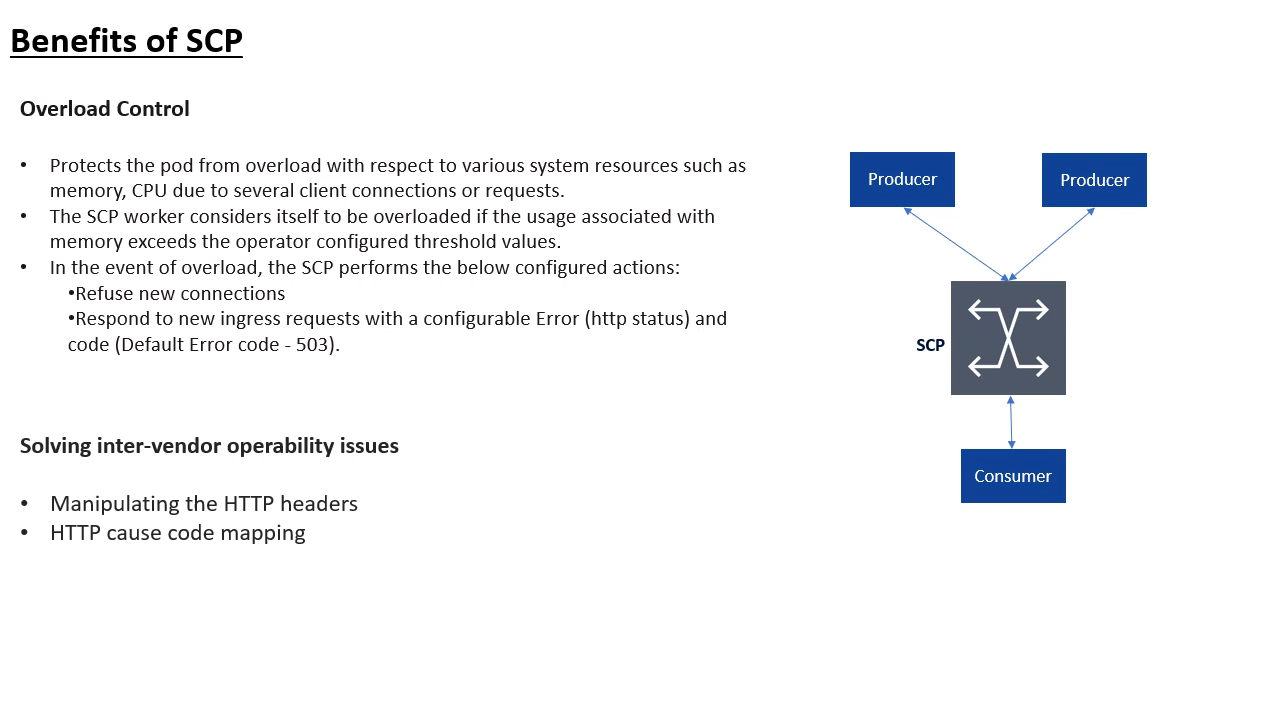 Benefits of SCP
Overload Control
• Protects the pod from overload with respect to various system resources such as
memory, CPU due to several client connections or requests.
• The SCP worker considers itself to be overloaded if the usage associated with
memory exceeds the operator configured threshold values.
• In the event of overload, the SCP performs the below configured actions:
•Refuse new connections
•Respond to new ingress requests with a configurable Error (http status) and
code (Default Error code - 503).
Solving inter-vendor operability issues
• Manipulating the HTTP headers
• HTTP cause code mapping
Producer
Producer
SCP
Consumer